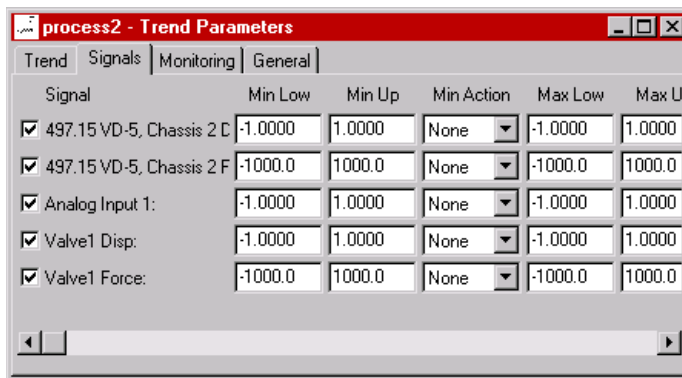 process2 - Trend Parameters
Trend Signals Monitoring General
Signal Min Low Min Up Min Action Max Low Max U
497.15 VD-5, Chassis 2 D -1.0000 1.0000 None -1.0000 1.0000
497.15 VD-5, Chassis 2 F -1000.0 1000.0 None -1000.0 1000.0
Analog Input 1: -1.0000 1.0000 None -1.0000 1.0000
Valve1 Disp: -1.0000 1.0000 None -1.0000 1.0000
Valve1 Force: -1000.0 1000.0 None -1000.0 1000.0